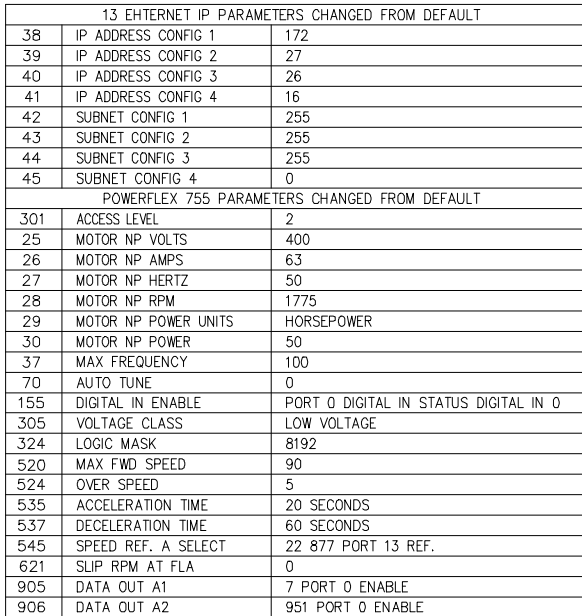 13 EHTERNET IP PARAMETERS CHANGED FROM DEFAULT
38 IP ADDRESS CONFIG 1 172
39 IP ADDRESS CONFIG 2 27
40 IP ADDRESS CONFIG 3 26
41 IP ADDRESS CONFIG 4 16
42 SUBNET CONFIG 1 255
43 SUBNET CONFIG 2 255
44 SUBNET CONFIG 3 255
45 SUBNET CONFIG 4 0
POWERFLEX 755 PARAMETERS CHANGED FROM DEFAULT
301 ACCESS LEVEL 2
25 MOTOR NP VOLTS 400
26 MOTOR NP AMPS 63
27 MOTOR NP HERTZ 50
28 MOTOR NP RPM 1775
29 MOTOR NP POWER UNITS HORSEPOWER
30 MOTOR NP POWER 50
37 MAX FREQUENCY 100
70 AUTO TUNE 0
155 DIGITAL IN ENABLE PORT 0 DIGITAL IN STATUS DIGITAL IN 0
305 VOLTAGE CLASS LOW VOLTAGE
324 LOGIC MASK 8192
520 MAX FWD SPEED 90
524 OVER SPEED 5
535 ACCELERATION TIME 20 SECONDS
537 DECELERATION TIME 60 SECONDS
545 SPEED REF. A SELECT 22 877 PORT 13 REF.
621 SLIP RPM AT FLA 0
905 DATA OUT A1 7 PORT 0 ENABLE
906 DATA OUT A2 951 PORT 0 ENABLE